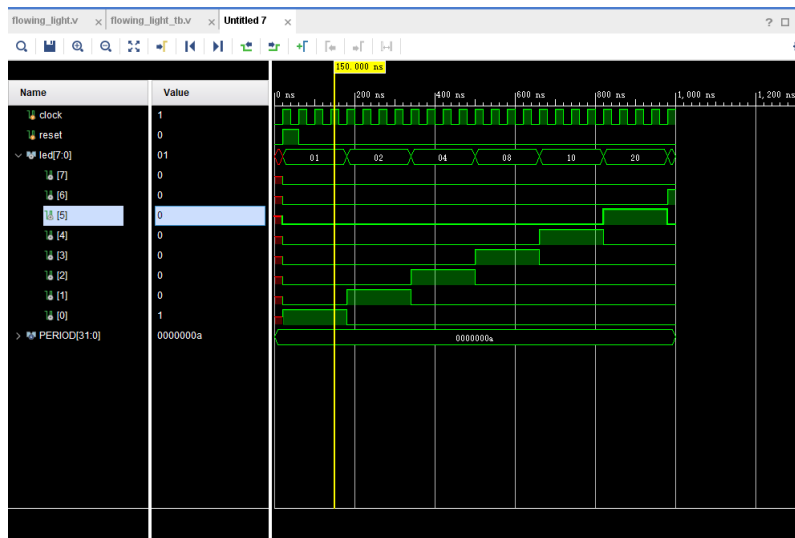 flowing_light.v × flowing_light_tb.v × Untitled 7 ×
? □
150.000 ns
Name Value
0 ns 200 ns 400 ns 600 ns 800 ns 1,000 ns 1,200 ns
clock 1
reset 0
led[7:0] 01 01 02 04 08 10 20
[7] 0
[6] 0
[5] 0
[4] 0
[3] 0
[2] 0
[1] 0
[0] 1
PERIOD[31:0] 0000000a 0000000a